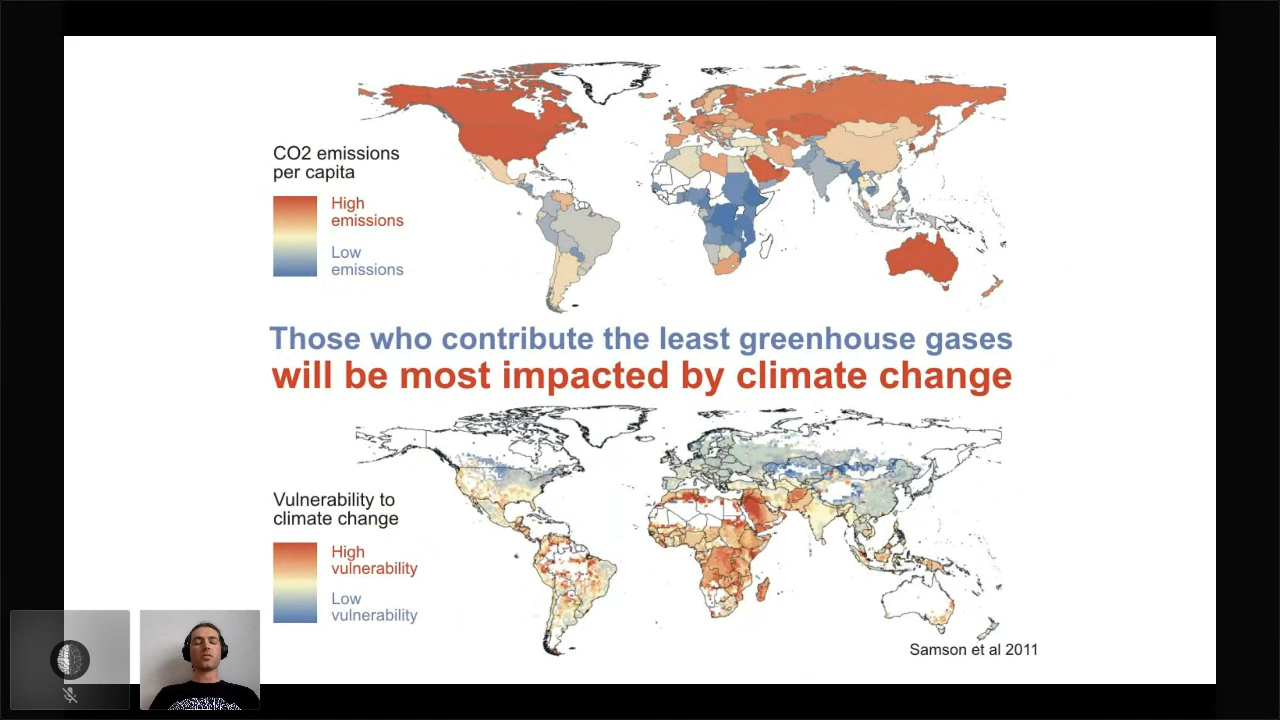 CO2 emissions
per capita
High
emissions
Low
emissions
Those who contribute the least greenhouse gases
will be most impacted by climate change
Vulnerability to
climate change
High
vulnerability
Low
vulnerability
Samson et al 2011